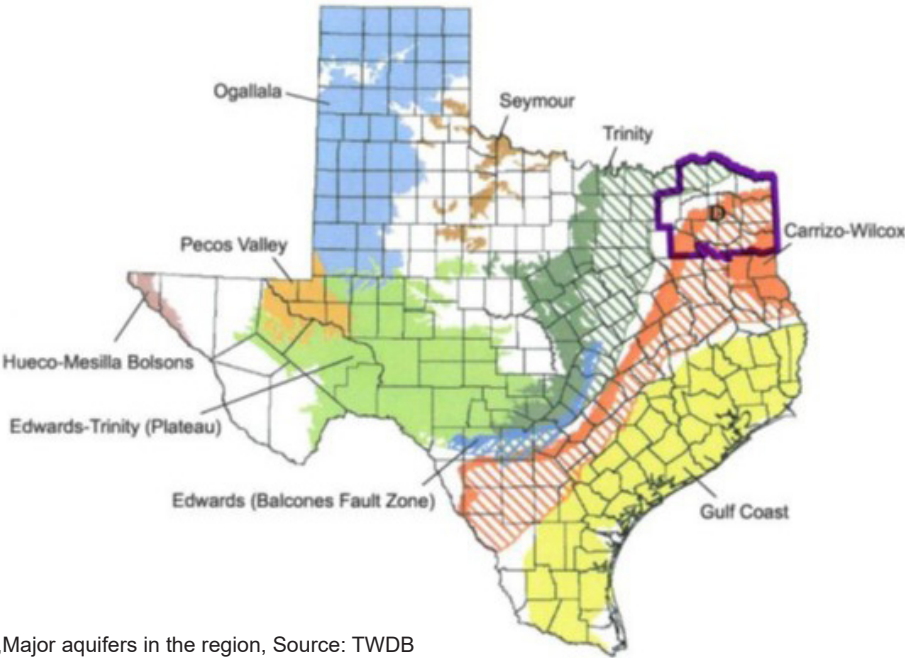 Ogallala
Seymour
Trinity
D
Carrizo-Wilcox
Pecos Valley
Hueco-Mesilla Bolsons
Edwards-Trinity (Plateau)
Edwards (Balcones Fault Zone)
Gulf Coast
,Major aquifers in the region, Source: TWDB